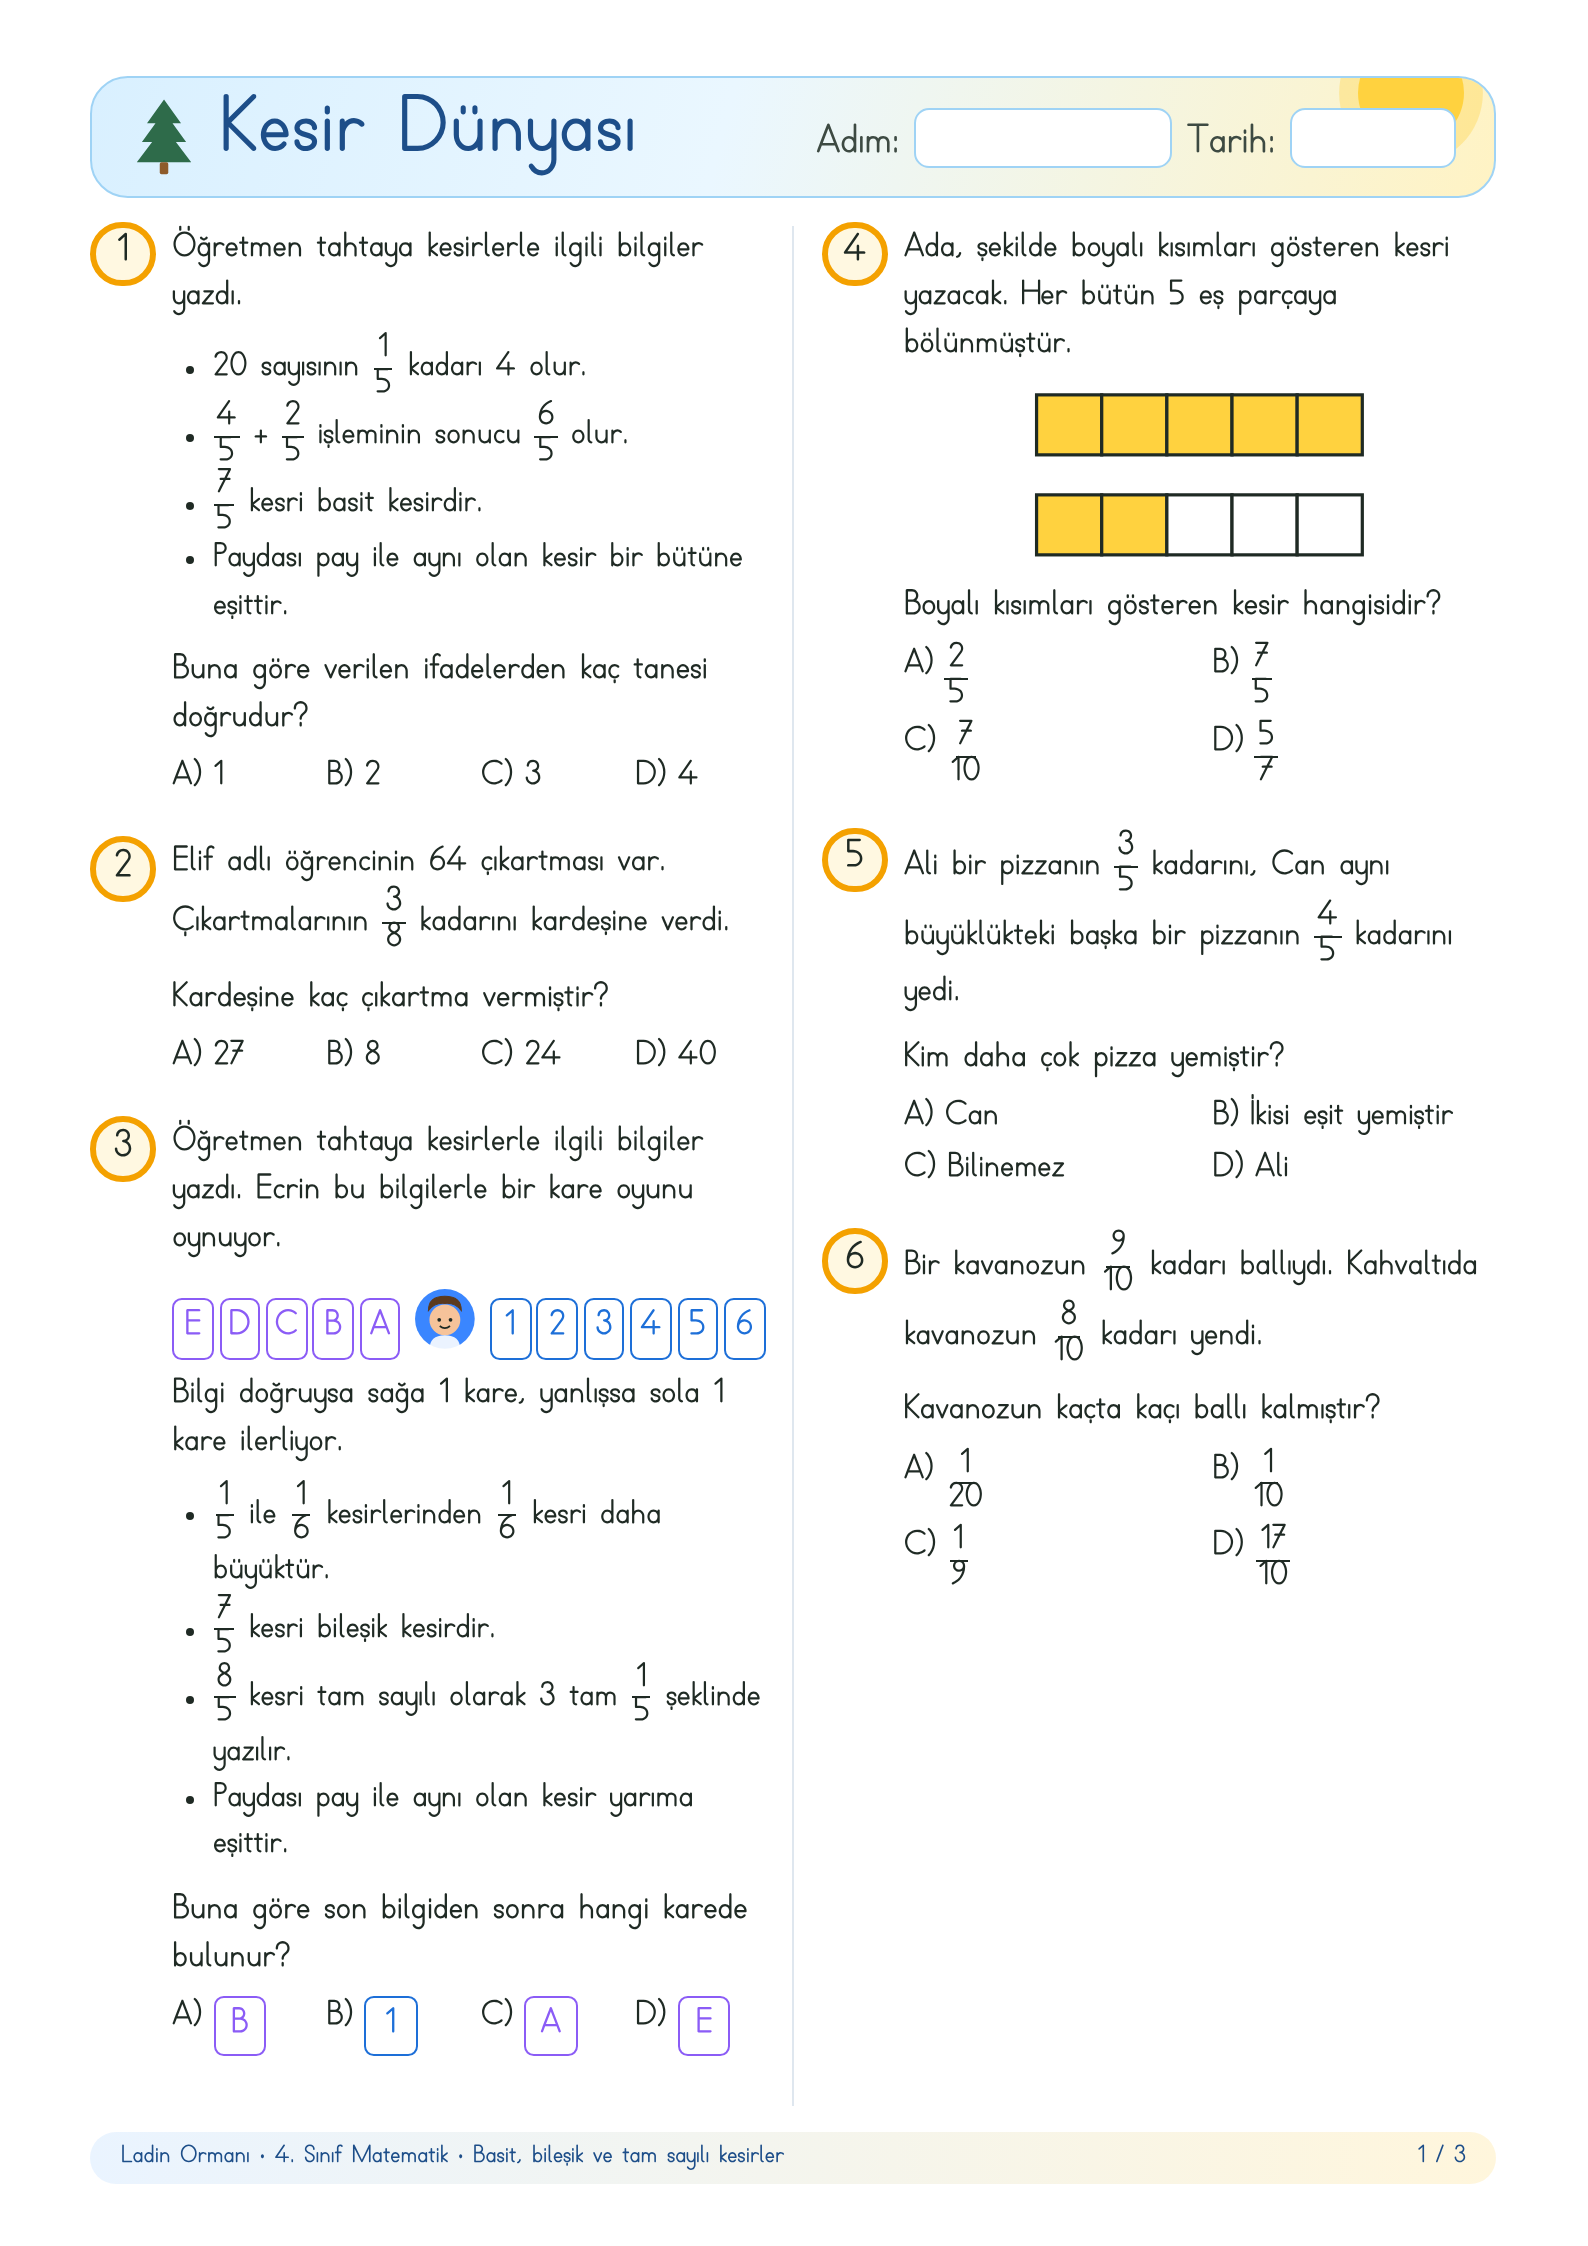 Kesir Dünyası
Adım:
Tarih:
1
Öğretmen tahtaya kesirlerle ilgili bilgiler
yazdı.
• 20 sayısının 1/5 kadarı 4 olur.
• 4/5 + 2/5 işleminin sonucu 6/5 olur.
• 7/5 kesri basit kesirdir.
• Paydası pay ile aynı olan kesir bir bütüne
eşittir.
Buna göre verilen ifadelerden kaç tanesi
doğrudur?
A) 1 B) 2 C) 3 D) 4
2
Elif adlı öğrencinin 64 çıkartması var.
Çıkartmalarının 3/8 kadarını kardeşine verdi.
Kardeşine kaç çıkartma vermiştir?
A) 27 B) 8 C) 24 D) 40
3
Öğretmen tahtaya kesirlerle ilgili bilgiler
yazdı. Ecrin bu bilgilerle bir kare oyunu
oynuyor.
E D C B A 1 2 3 4 5 6
Bilgi doğruysa sağa 1 kare, yanlışsa sola 1
kare ilerliyor.
• 1/5 ile 1/6 kesirlerinden 1/6 kesri daha
büyüktür.
• 7/5 kesri bileşik kesirdir.
• 8/5 kesri tam sayılı olarak 3 tam 1/5 şeklinde
yazılır.
• Paydası pay ile aynı olan kesir yarıma
eşittir.
Buna göre son bilgiden sonra hangi karede
bulunur?
A) B B) 1 C) A D) E
4
Ada, şekilde boyalı kısımları gösteren kesri
yazacak. Her bütün 5 eş parçaya
bölünmüştür.
Boyalı kısımları gösteren kesir hangisidir?
A) 2/5 B) 7/5
C) 7/10 D) 5/7
5
Ali bir pizzanın 3/5 kadarını, Can aynı
büyüklükteki başka bir pizzanın 4/5 kadarını
yedi.
Kim daha çok pizza yemiştir?
A) Can B) İkisi eşit yemiştir
C) Bilinemez D) Ali
6
Bir kavanozun 9/10 kadarı ballıydı. Kahvaltıda
kavanozun 8/10 kadarı yendi.
Kavanozun kaçta kaçı ballı kalmıştır?
A) 1/20 B) 1/10
C) 1/9 D) 17/10
Ladin Ormanı • 4. Sınıf Matematik • Basit, bileşik ve tam sayılı kesirler
1 / 3